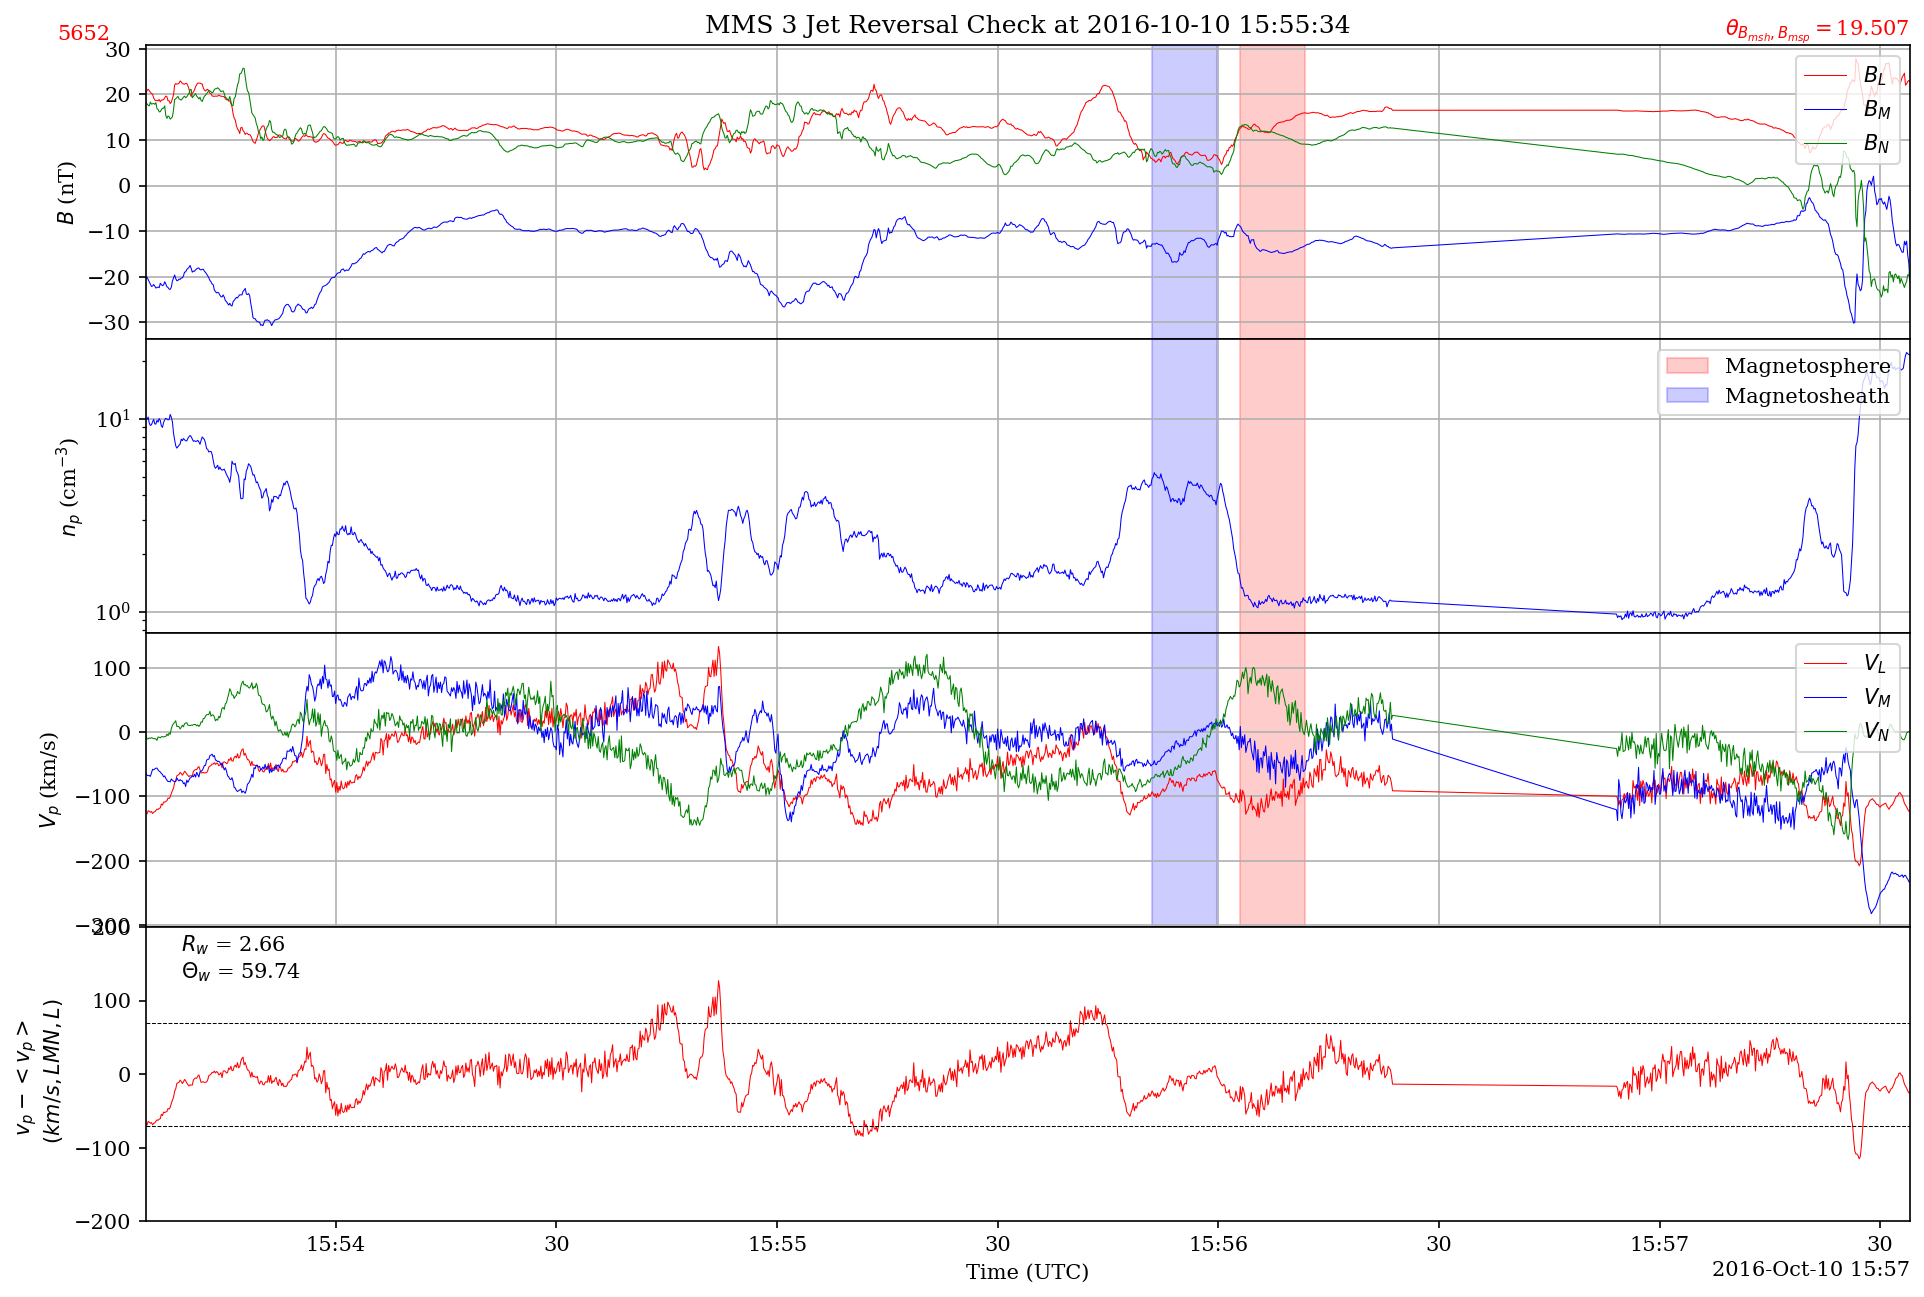 MMS 3 Jet Reversal Check at 2016-10-10 15:55:34
5652
θ_{B_{msh}, B_{msp}} = 19.507
30
20
10
0
−10
−20
−30
B (nT)
B_L
B_M
B_N
10^1
10^0
n_p (cm^{−3})
Magnetosphere
Magnetosheath
100
0
−100
−200
−300
V_p (km/s)
V_L
V_M
V_N
200
100
0
−100
−200
v_p − < v_p >
(km/s, LMN, L)
R_w = 2.66
Θ_w = 59.74
15:54 30 15:55 30 15:56 30 15:57 30
Time (UTC)
2016-Oct-10 15:57